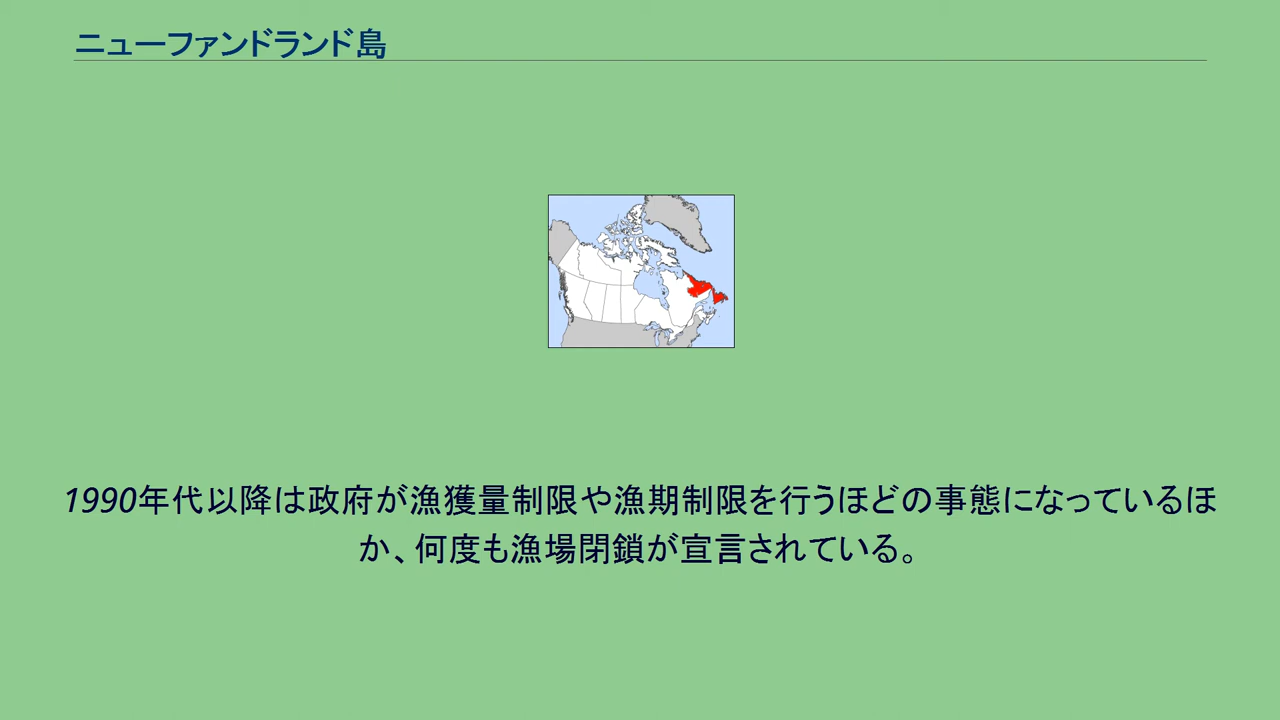 ニューファンドランド島
1990年代以降は政府が漁獲量制限や漁期制限を行うほどの事態になっているほ
か、何度も漁場閉鎖が宣言されている。